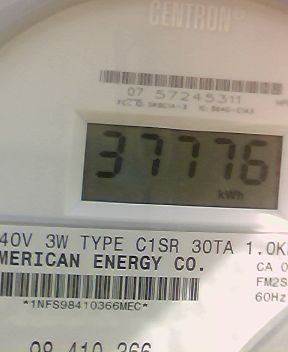 CENTRON®
07 57245311
37776
kWh
40V 3W TYPE C1SR 30TA 1.0K
MERICAN ENERGY CO.
CA 0
FM2S
*1NFS98410366MEC*
60Hz
98 410 366